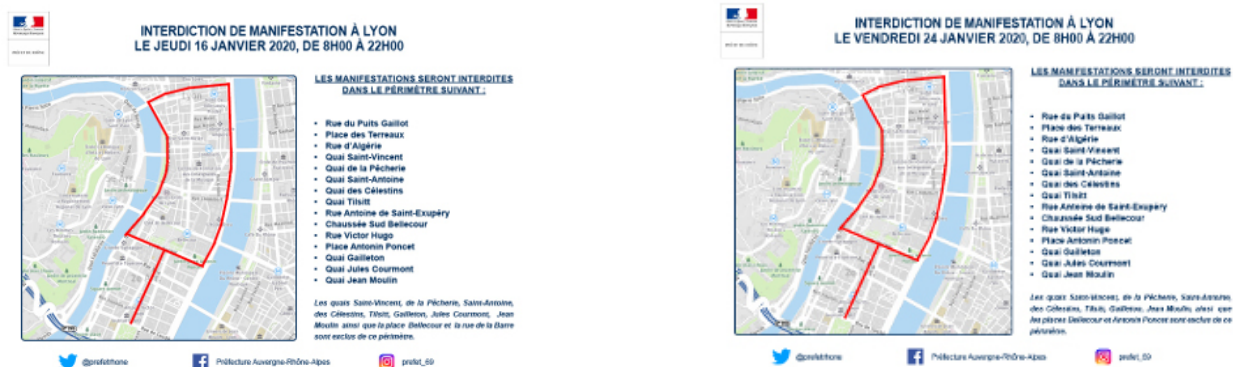 INTERDICTION DE MANIFESTATION À LYON
LE JEUDI 16 JANVIER 2020, DE 8H00 À 22H00
LES MANIFESTATIONS SERONT INTERDITES
DANS LE PÉRIMÈTRE SUIVANT :
• Rue du Puits Gaillot
• Place des Terreaux
• Rue d'Algérie
• Quai Saint-Vincent
• Quai de la Pêcherie
• Quai Saint-Antoine
• Quai des Célestins
• Quai Tilsitt
• Rue Antoine de Saint-Exupéry
• Chaussée Sud Bellecour
• Rue Victor Hugo
• Place Antonin Poncet
• Quai Gailleton
• Quai Jules Courmont
• Quai Jean Moulin
Les quais Saint-Vincent, de la Pêcherie, Saint-Antoine,
des Célestins, Tilsitt, Gailleton, Jules Courmont, Jean
Moulin ainsi que la place Bellecour et la rue de la Barre
sont exclus de ce périmètre.
@prefetrhone
Préfecture Auvergne-Rhône-Alpes
prefet_69
INTERDICTION DE MANIFESTATION À LYON
LE VENDREDI 24 JANVIER 2020, DE 8H00 À 22H00
LES MANIFESTATIONS SERONT INTERDITES
DANS LE PÉRIMÈTRE SUIVANT :
• Rue du Puits Gaillot
• Place des Terreaux
• Rue d'Algérie
• Quai Saint-Vincent
• Quai de la Pêcherie
• Quai Saint-Antoine
• Quai des Célestins
• Quai Tilsitt
• Rue Antoine de Saint-Exupéry
• Chaussée Sud Bellecour
• Rue Victor Hugo
• Place Antonin Poncet
• Quai Gailleton
• Quai Jules Courmont
• Quai Jean Moulin
Les quais Saint-Vincent, de la Pêcherie, Saint-Antoine,
des Célestins, Tilsitt, Gailleton, Jean Moulin, ainsi que
les places Bellecour et Antonin Poncet sont exclus de ce
périmètre.
@prefetrhone
Préfecture Auvergne-Rhône-Alpes
prefet_69